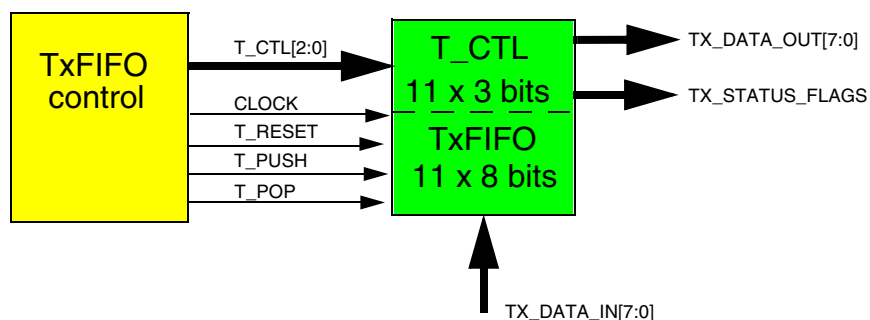 TxFIFO
control
T_CTL[2:0]
CLOCK
T_RESET
T_PUSH
T_POP
T_CTL
11 x 3 bits
TxFIFO
11 x 8 bits
TX_DATA_OUT[7:0]
TX_STATUS_FLAGS
TX_DATA_IN[7:0]